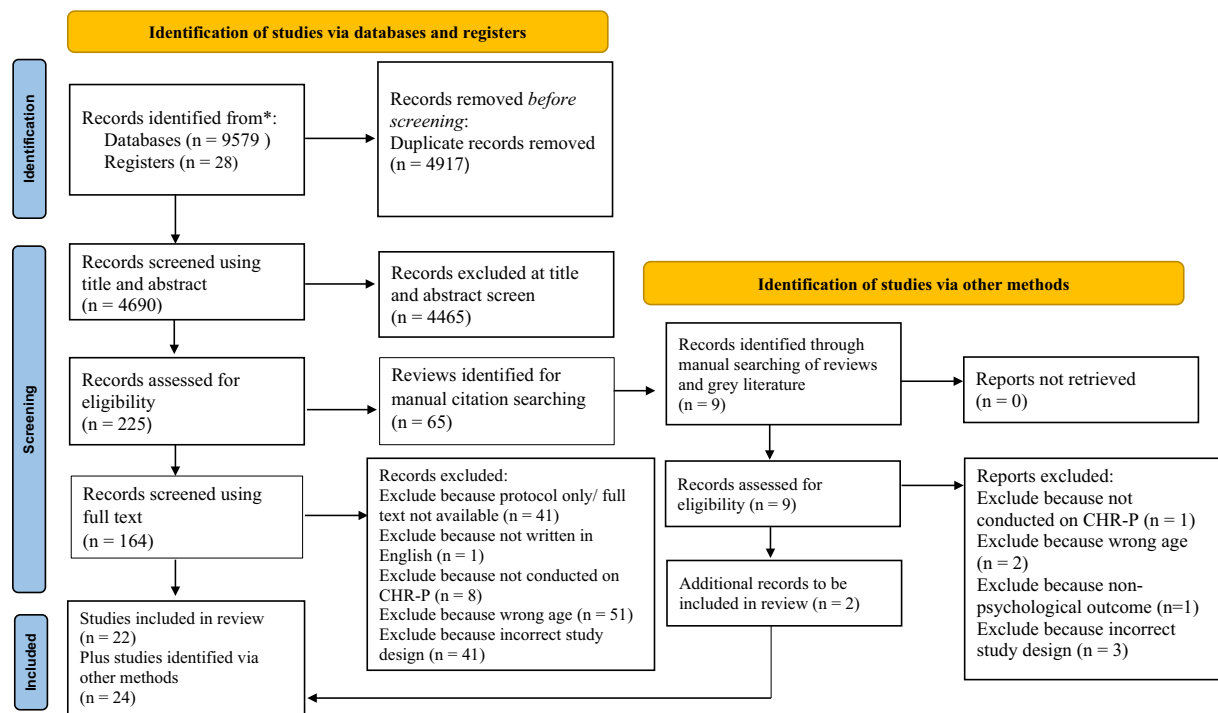 Identification of studies via databases and registers
Identification
Records identified from*:
Databases (n = 9579 )
Registers (n = 28)
Records removed before
screening:
Duplicate records removed
(n = 4917)
Screening
Records screened using
title and abstract
(n = 4690)
Records excluded at title
and abstract screen
(n = 4465)
Identification of studies via other methods
Records assessed for
eligibility
(n = 225)
Reviews identified for
manual citation searching
(n = 65)
Records identified through
manual searching of reviews
and grey literature
(n = 9)
Reports not retrieved
(n = 0)
Records screened using
full text
(n = 164)
Records excluded:
Exclude because protocol only/ full
text not available (n = 41)
Exclude because not written in
English (n = 1)
Exclude because not conducted on
CHR-P (n = 8)
Exclude because wrong age (n = 51)
Exclude because incorrect study
design (n = 41)
Records assessed for
eligibility (n = 9)
Reports excluded:
Exclude because not
conducted on CHR-P (n = 1)
Exclude because wrong age
(n = 2)
Exclude because non-
psychological outcome (n=1)
Exclude because incorrect
study design (n = 3)
Additional records to be
included in review (n = 2)
Included
Studies included in review
(n = 22)
Plus studies identified via
other methods
(n = 24)